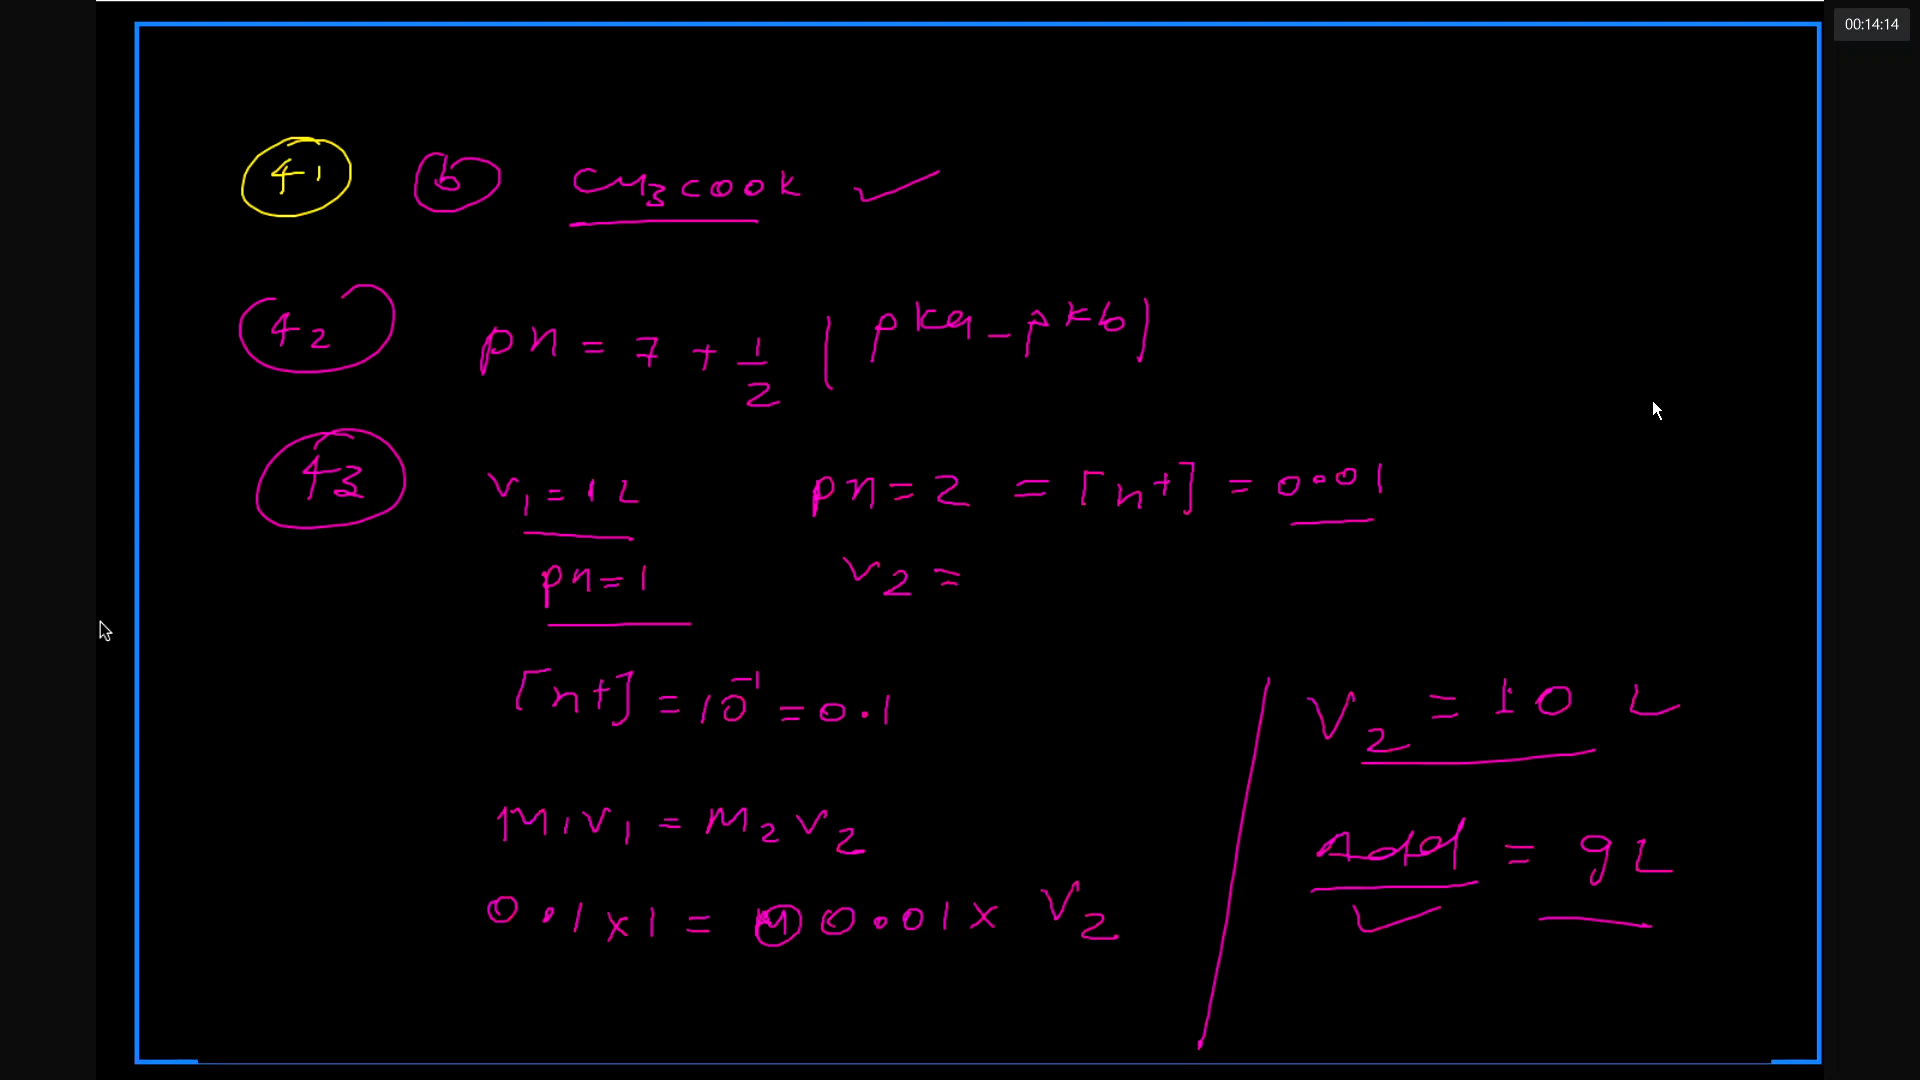 00:14:14
41 b CH3COOK ✓
42 pH = 7 + 1/2 [pKa - pKb]
43 V1 = 1 L pH = 2 = [H+] = 0.01
pH = 1 V2 =
[H+] = 10^-1 = 0.1
M1V1 = M2V2
0.1 x 1 = 0.01 x V2
V2 = 10 L
Add = 9L
✓